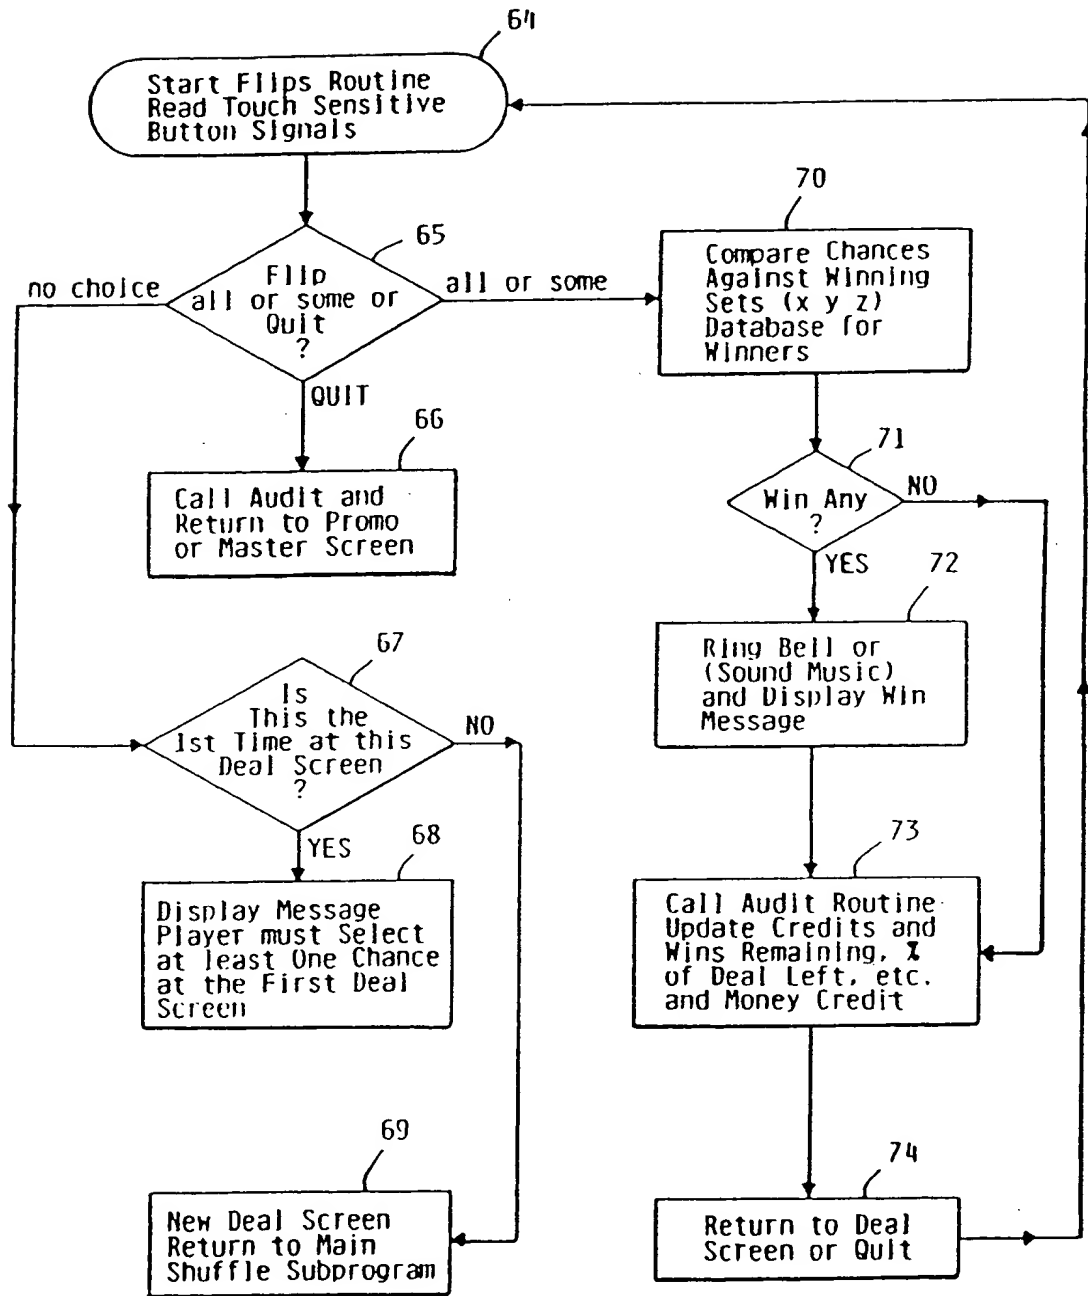 64
Start Flips Routine
Read Touch Sensitive
Button Signals
65
Flip
all or some or
Quit
?
no choice
all or some
QUIT
66
Call Audit and
Return to Promo
or Master Screen
67
Is
This the
1st Time at this
Deal Screen
?
NO
YES
68
Display Message
Player must Select
at least One Chance
at the First Deal
Screen
69
New Deal Screen
Return to Main
Shuffle Subprogram
70
Compare Chances
Against Winning
Sets (x y z)
Database for
Winners
71
Win Any
?
NO
YES
72
Ring Bell or
(Sound Music)
and Display Win
Message
73
Call Audit Routine
Update Credits and
Wins Remaining, %
of Deal Left, etc.
and Money Credit
74
Return to Deal
Screen or Quit